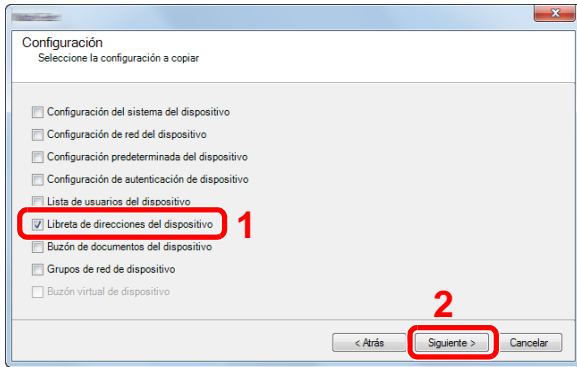 Configuración
Seleccione la configuración a copiar
Configuración del sistema del dispositivo
Configuración de red del dispositivo
Configuración predeterminada del dispositivo
Configuración de autenticación de dispositivo
Lista de usuarios del dispositivo
Libreta de direcciones del dispositivo 1
Buzón de documentos del dispositivo
Grupos de red de dispositivo
Buzón virtual de dispositivo
2
< Atrás Siguiente > Cancelar